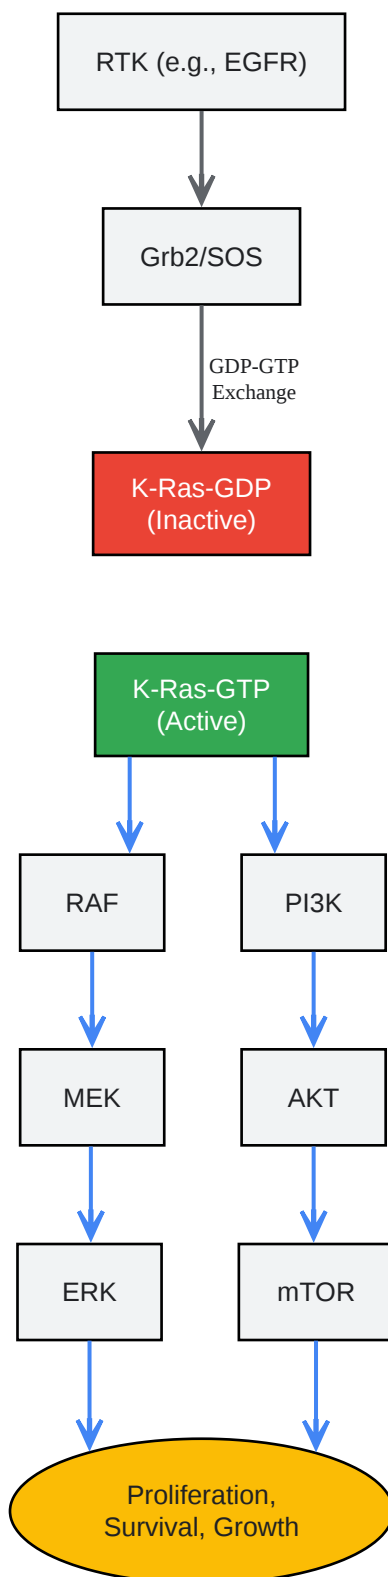 RTK (e.g., EGFR)
Grb2/SOS
GDP-GTP
Exchange
K-Ras-GDP
(Inactive)
K-Ras-GTP
(Active)
RAF
PI3K
MEK
AKT
ERK
mTOR
Proliferation,
Survival, Growth